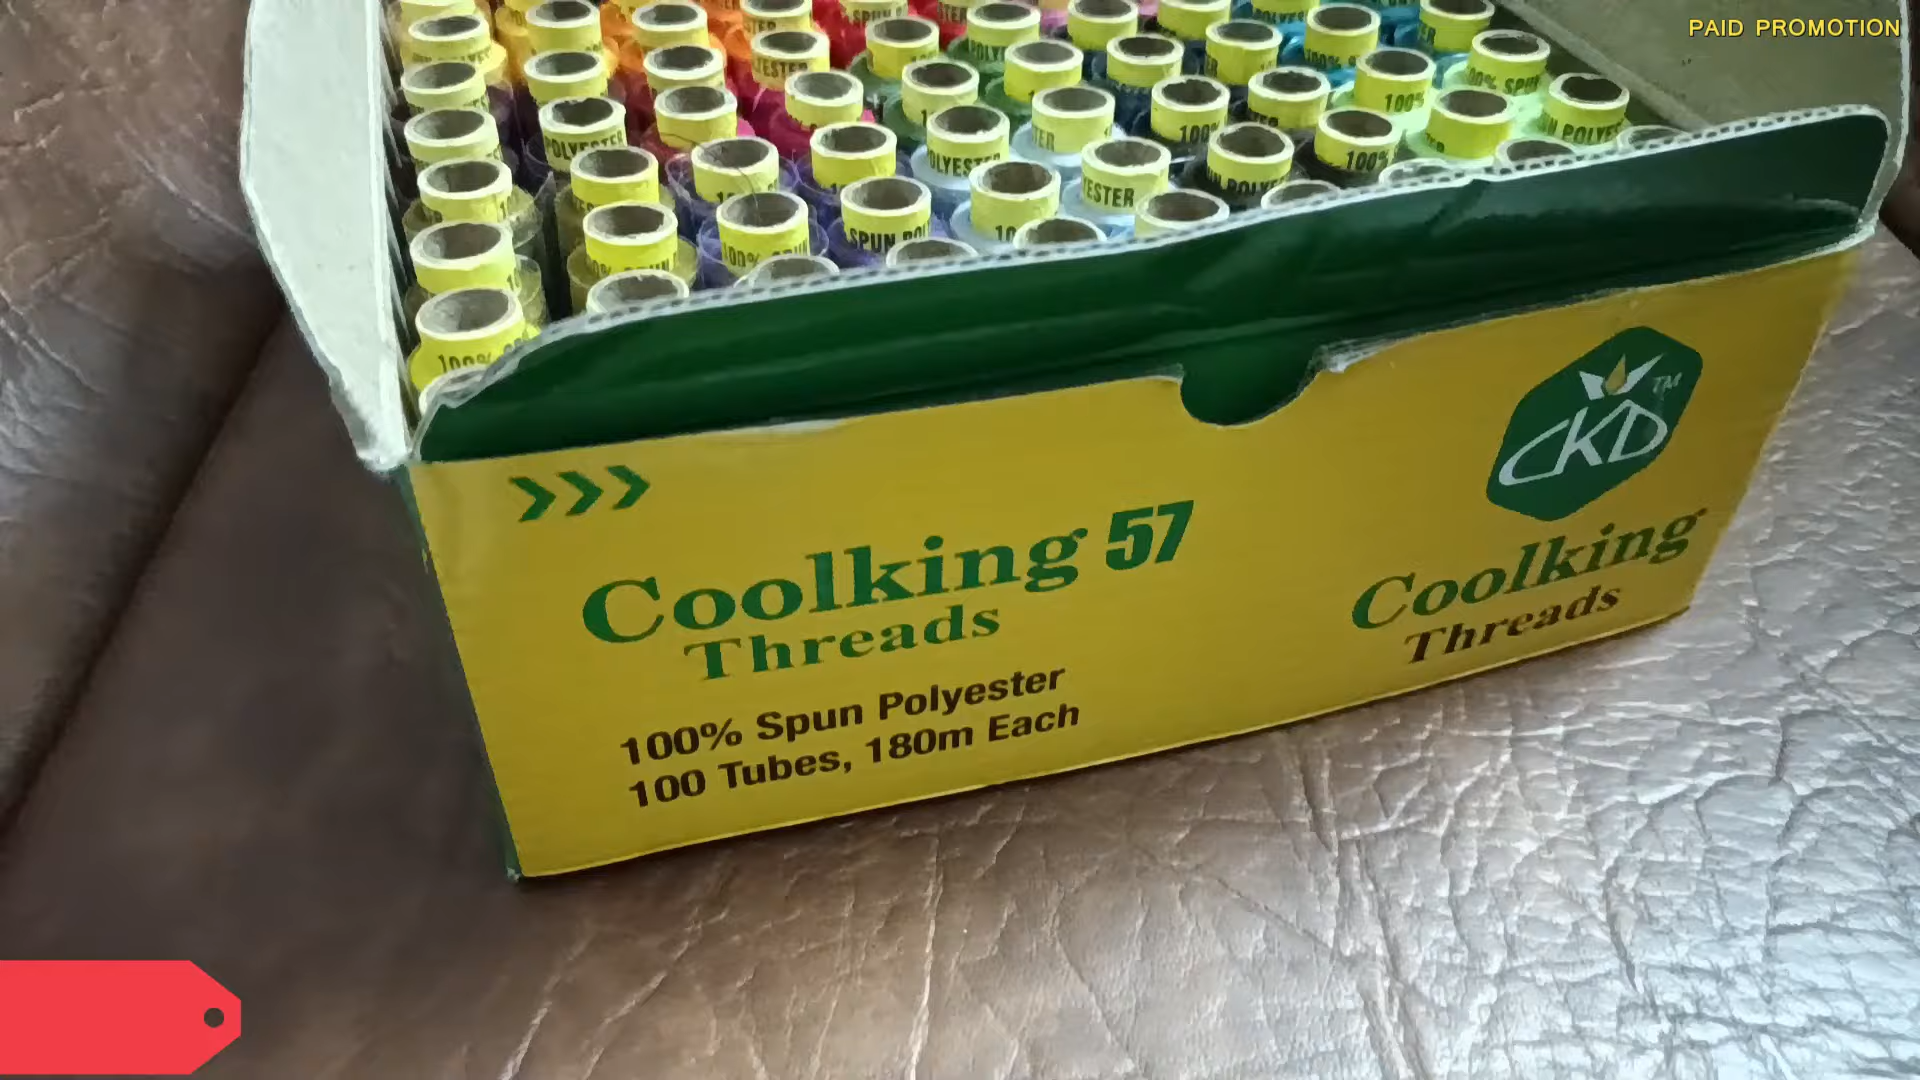 PAID PROMOTION
CKD TM
Coolking 57
Threads
100% Spun Polyester
100 Tubes, 180m Each
Coolking
Threads